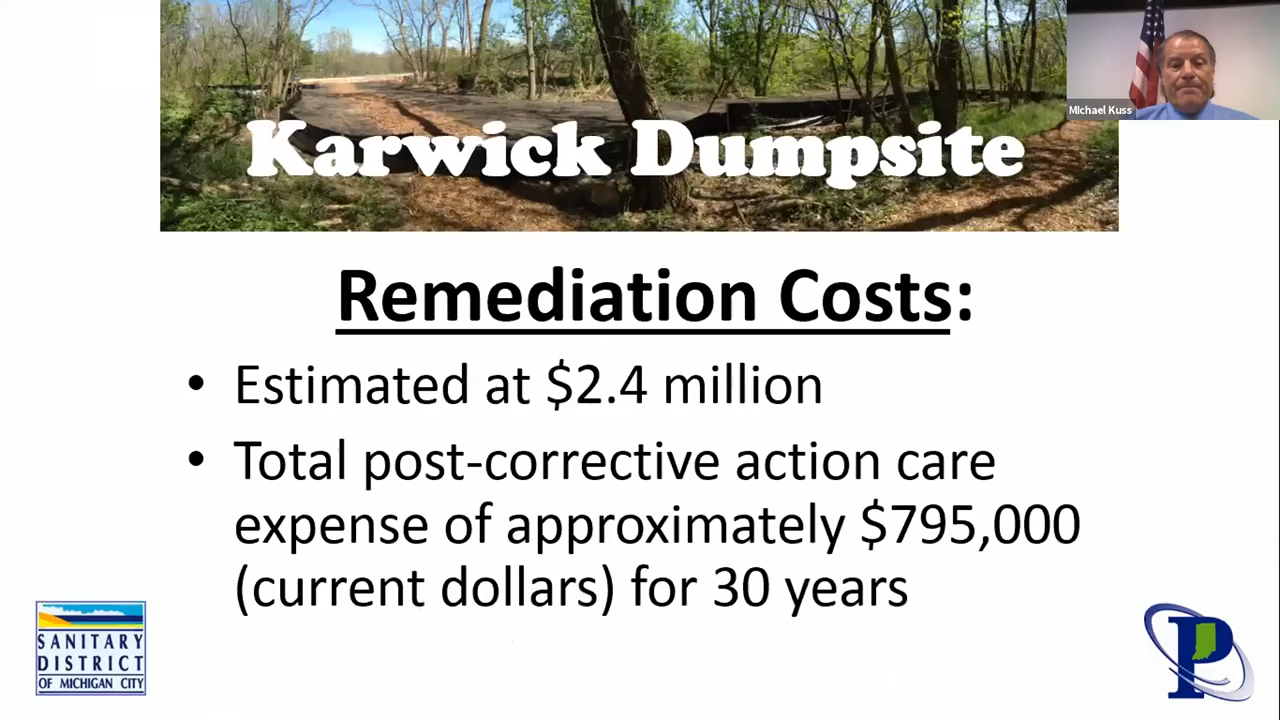 MIchael Kuss
Karwick Dumpsite
Remediation Costs:
• Estimated at $2.4 million
• Total post-corrective action care
expense of approximately $795,000
(current dollars) for 30 years
SANITARY
DISTRICT
OF MICHIGAN CITY
P